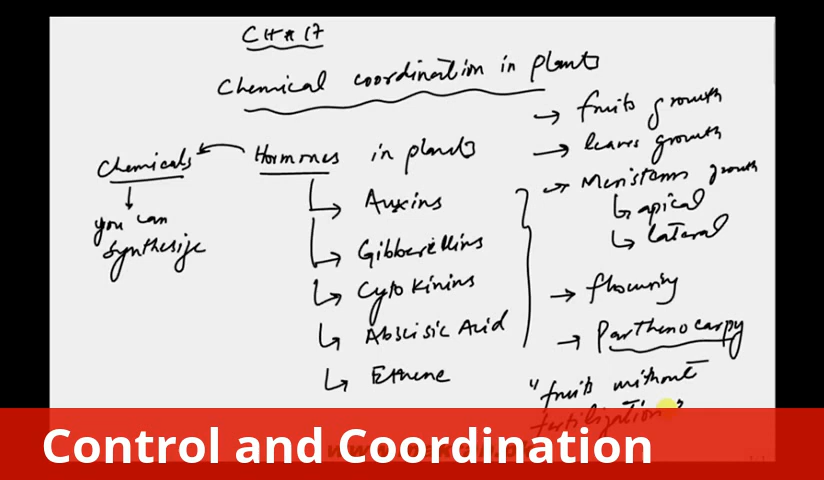 CH # 17
Chemical coordination in plants
Chemicals
you can
synthesize
Hormones in plants
Auxins
Gibberellins
Cytokinins
Abscisic Acid
Ethene
fruits growth
leaves growth
Meristems growth
apical
lateral
flowering
Parthenocarpy
"fruits without
fertilization"
Control and Coordination